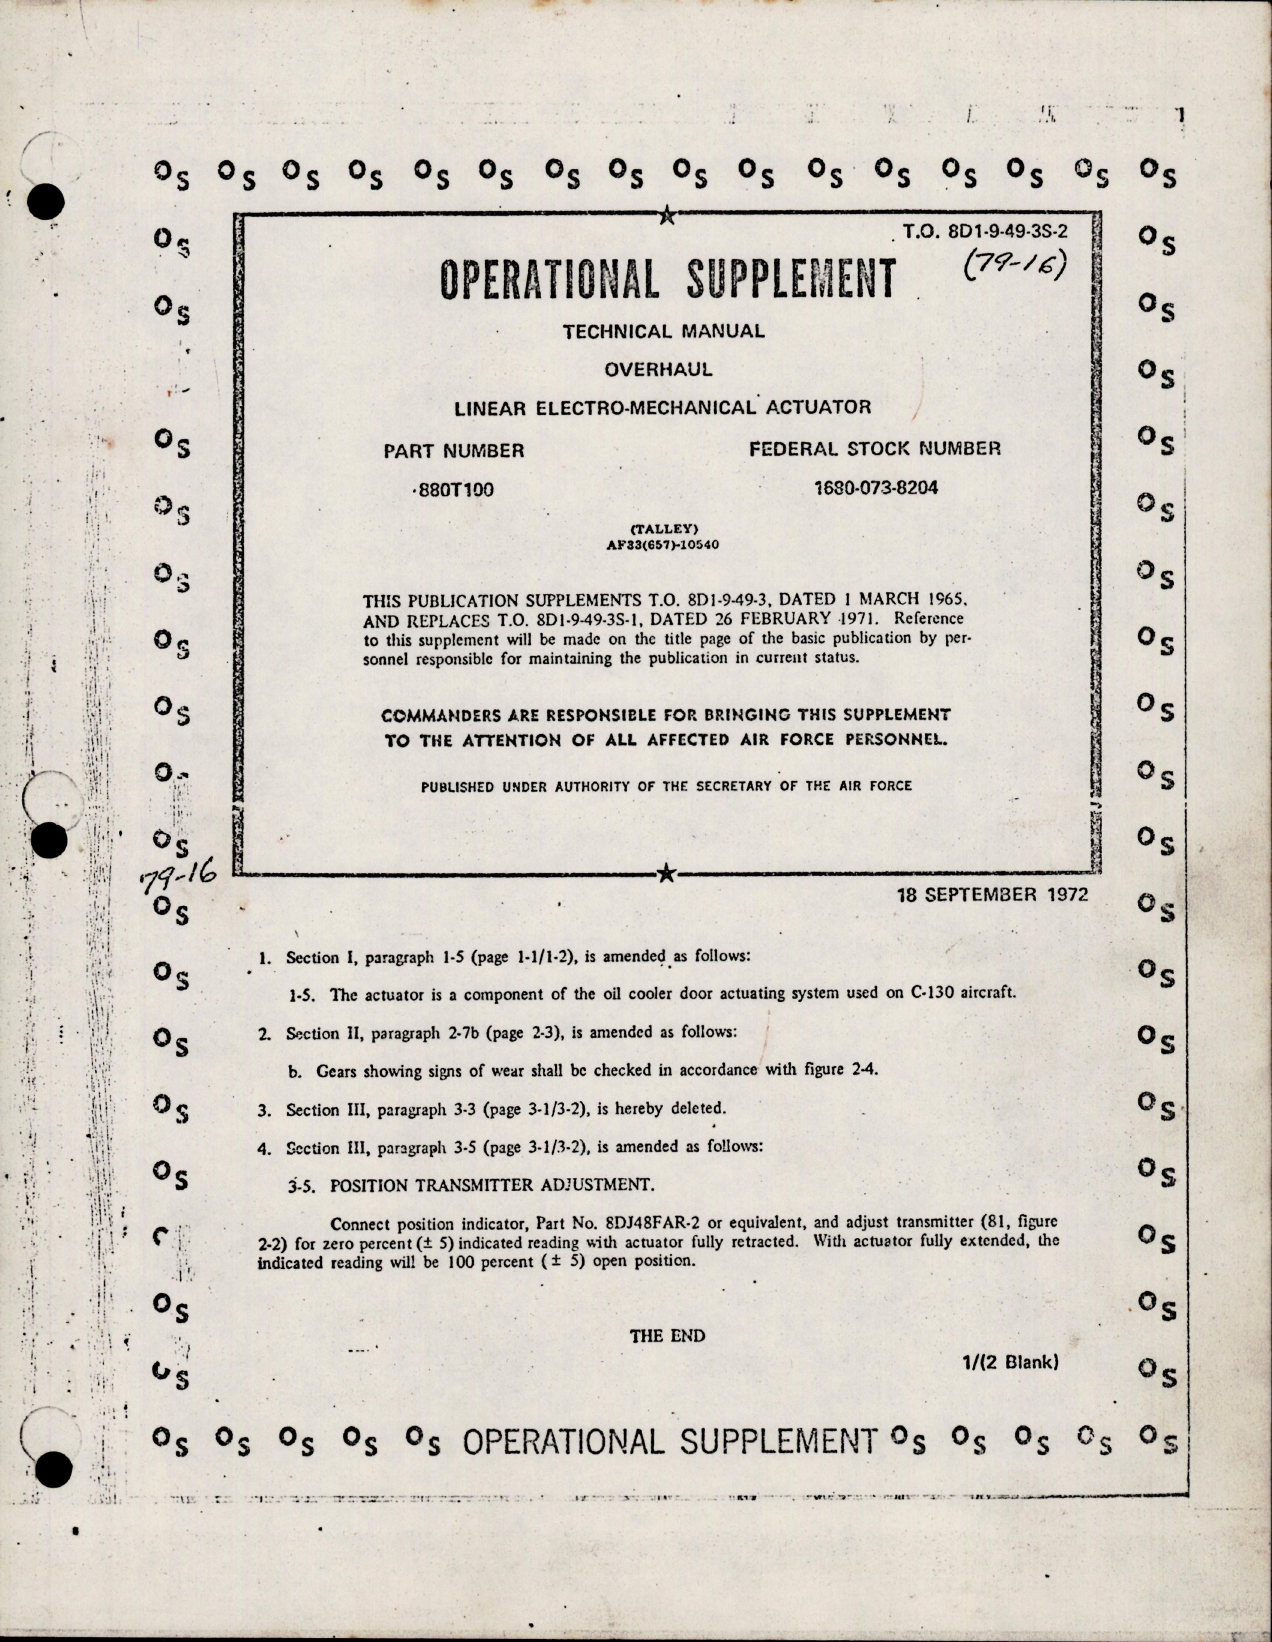 Os Os Os Os Os Os Os Os Os Os Os Os Os Os Os Os
T.O. 8D1-9-49-3S-2
(79-16)
OPERATIONAL SUPPLEMENT
TECHNICAL MANUAL
OVERHAUL
LINEAR ELECTRO-MECHANICAL ACTUATOR
PART NUMBER FEDERAL STOCK NUMBER
880T100 1680-073-8204
(TALLEY)
AF33(657)-10540
THIS PUBLICATION SUPPLEMENTS T.O. 8D1-9-49-3, DATED 1 MARCH 1965,
AND REPLACES T.O. 8D1-9-49-3S-1, DATED 26 FEBRUARY 1971. Reference
to this supplement will be made on the title page of the basic publication by per-
sonnel responsible for maintaining the publication in current status.
COMMANDERS ARE RESPONSIBLE FOR BRINGING THIS SUPPLEMENT
TO THE ATTENTION OF ALL AFFECTED AIR FORCE PERSONNEL.
PUBLISHED UNDER AUTHORITY OF THE SECRETARY OF THE AIR FORCE
79-16
18 SEPTEMBER 1972
1. Section I, paragraph 1-5 (page 1-1/1-2), is amended as follows:
1-5. The actuator is a component of the oil cooler door actuating system used on C-130 aircraft.
2. Section II, paragraph 2-7b (page 2-3), is amended as follows:
b. Gears showing signs of wear shall be checked in accordance with figure 2-4.
3. Section III, paragraph 3-3 (page 3-1/3-2), is hereby deleted.
4. Section III, paragraph 3-5 (page 3-1/3-2), is amended as follows:
3-5. POSITION TRANSMITTER ADJUSTMENT.
Connect position indicator, Part No. 8DJ48FAR-2 or equivalent, and adjust transmitter (81, figure
2-2) for zero percent (± 5) indicated reading with actuator fully retracted. With actuator fully extended, the
indicated reading will be 100 percent (± 5) open position.
THE END
1/(2 Blank)
Os Os Os Os Os OPERATIONAL SUPPLEMENT Os Os Os Os Os